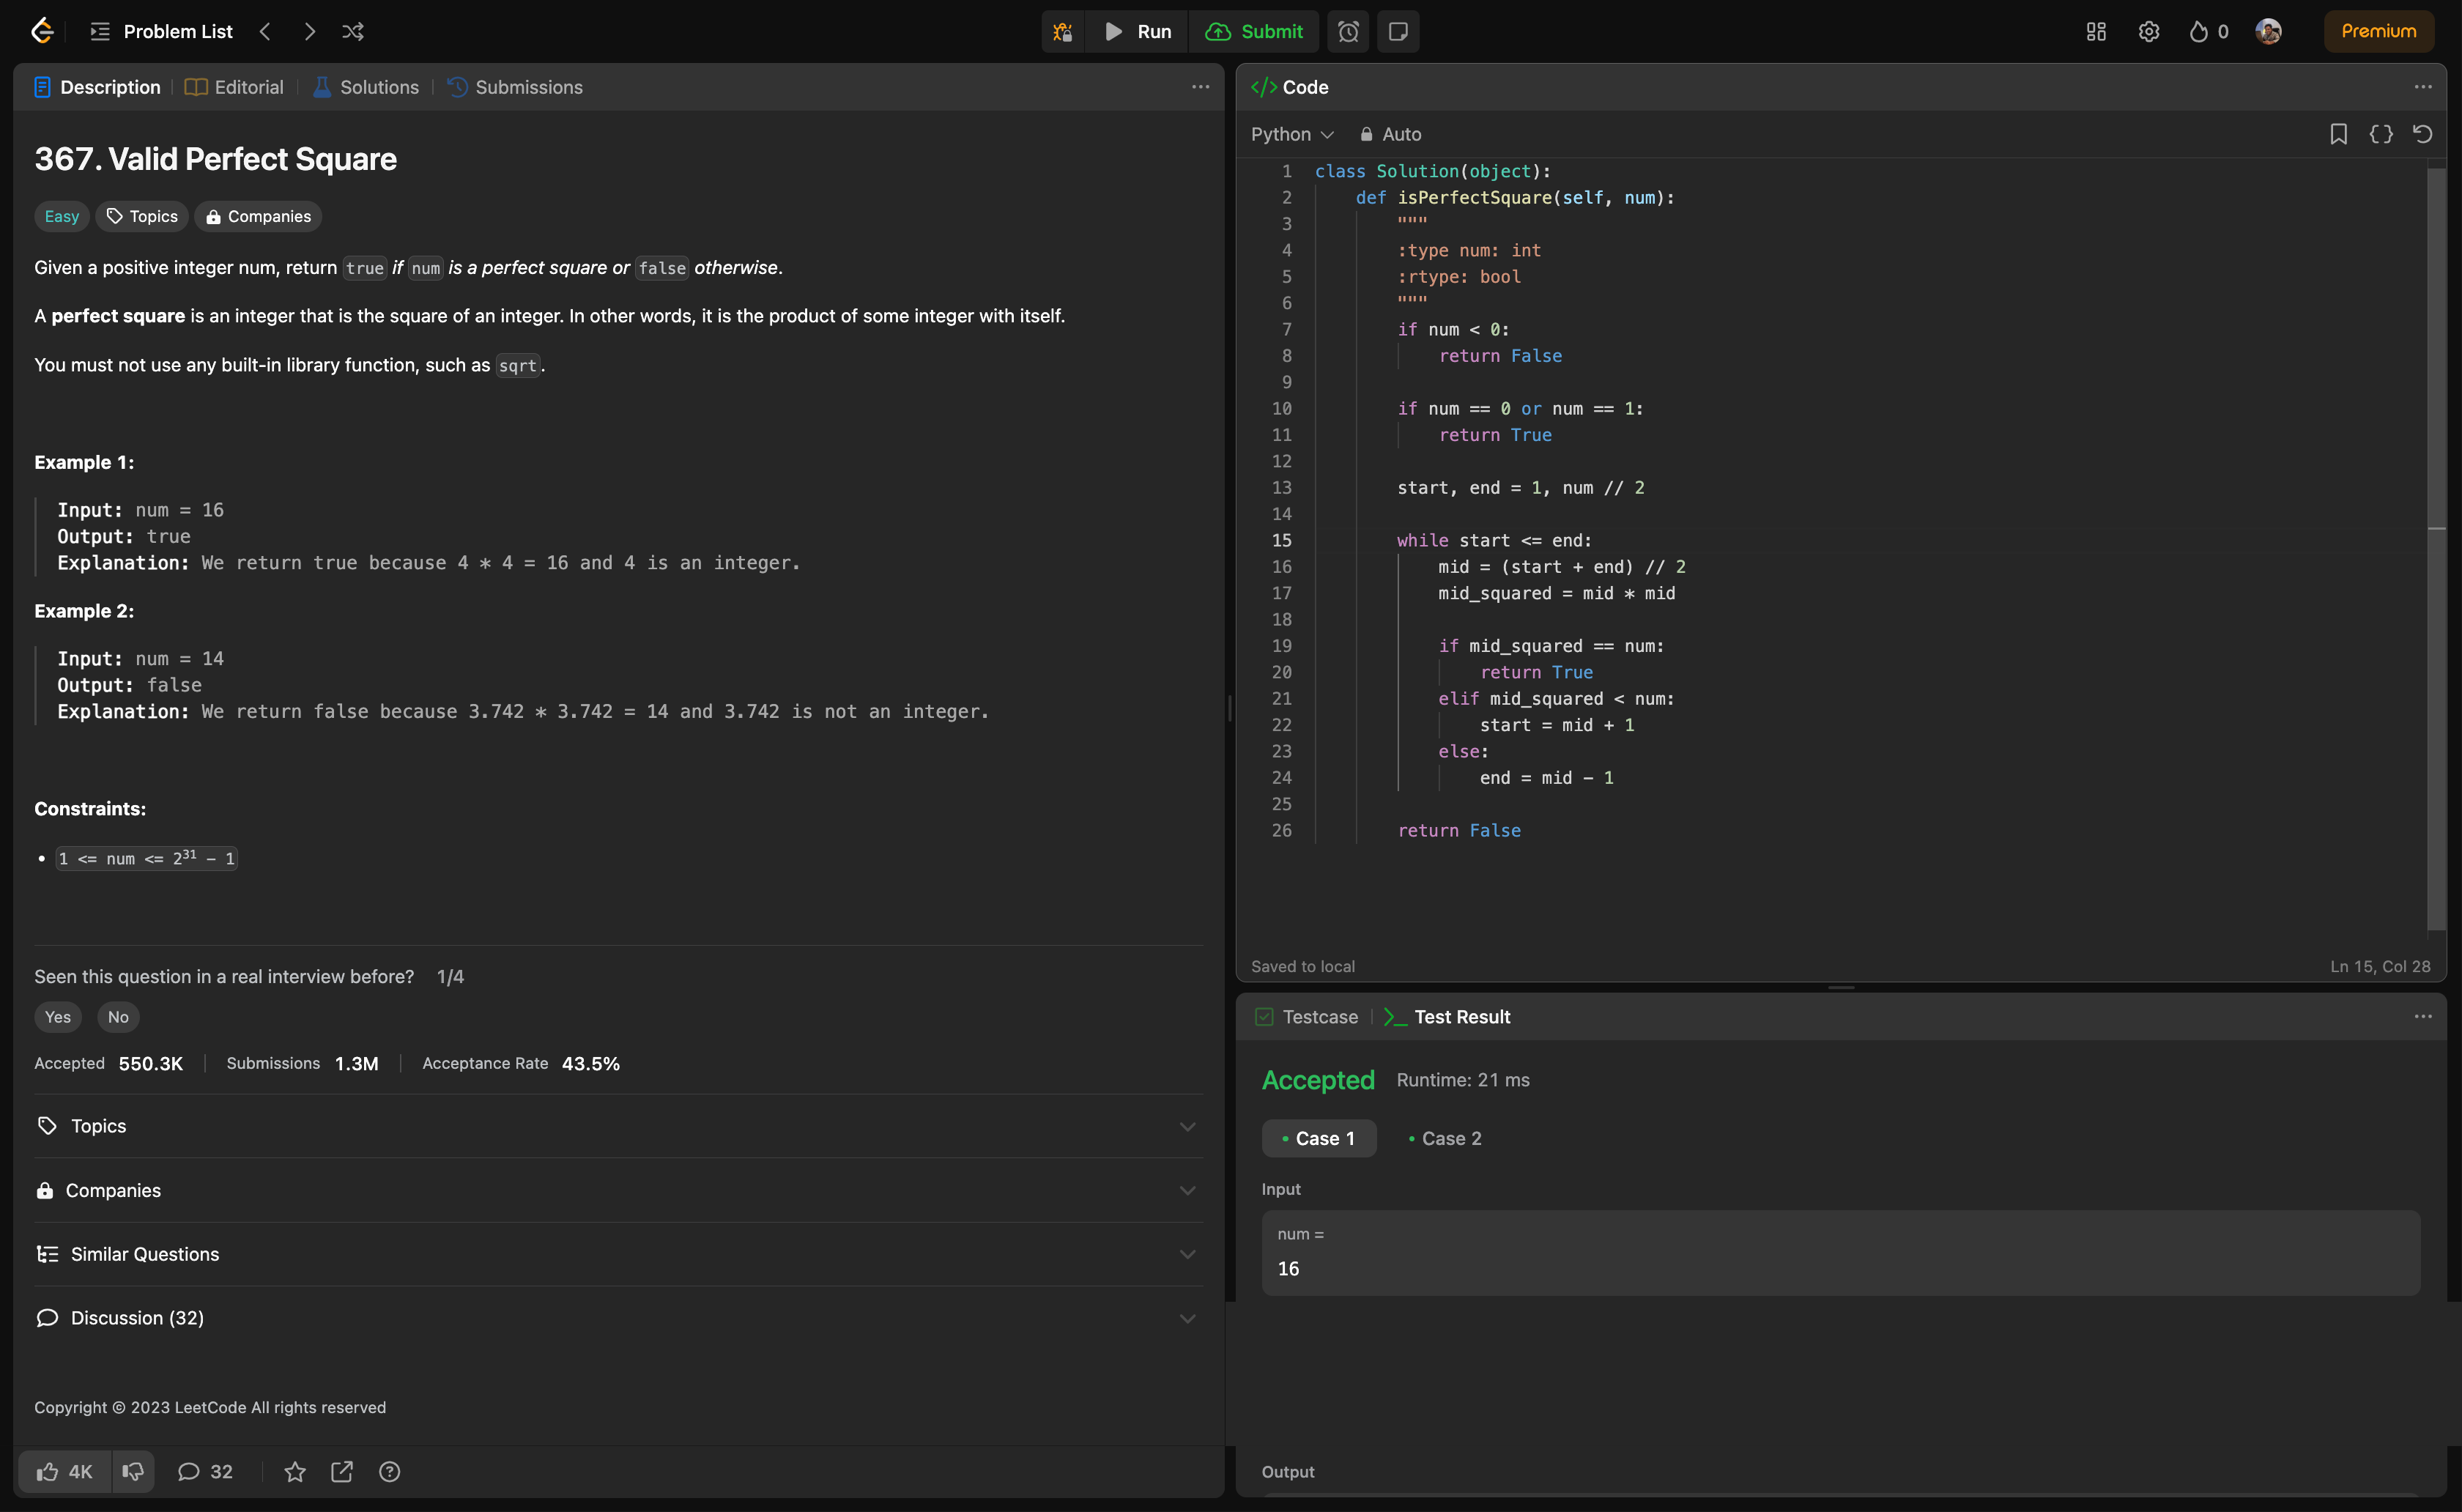 Problem List
Run
Submit
0
Premium
Description
Editorial
Solutions
Submissions
367. Valid Perfect Square
Easy
Topics
Companies
Given a positive integer num, return true if num is a perfect square or false otherwise.
A perfect square is an integer that is the square of an integer. In other words, it is the product of some integer with itself.
You must not use any built-in library function, such as sqrt.
Example 1:
Input: num = 16
Output: true
Explanation: We return true because 4 * 4 = 16 and 4 is an integer.
Example 2:
Input: num = 14
Output: false
Explanation: We return false because 3.742 * 3.742 = 14 and 3.742 is not an integer.
Constraints:
• 1 <= num <= 2^31 - 1
Seen this question in a real interview before? 1/4
Yes No
Accepted 550.3K Submissions 1.3M Acceptance Rate 43.5%
Topics
Companies
Similar Questions
Discussion (32)
Copyright © 2023 LeetCode All rights reserved
4K 32
</> Code
Python Auto
1 class Solution(object):
2     def isPerfectSquare(self, num):
3         """
4         :type num: int
5         :rtype: bool
6         """
7         if num < 0:
8             return False
9
10         if num == 0 or num == 1:
11             return True
12
13         start, end = 1, num // 2
14
15         while start <= end:
16             mid = (start + end) // 2
17             mid_squared = mid * mid
18
19             if mid_squared == num:
20                 return True
21             elif mid_squared < num:
22                 start = mid + 1
23             else:
24                 end = mid - 1
25
26         return False
Saved to local
Ln 15, Col 28
Testcase
Test Result
Accepted Runtime: 21 ms
• Case 1 • Case 2
Input
num =
16
Output